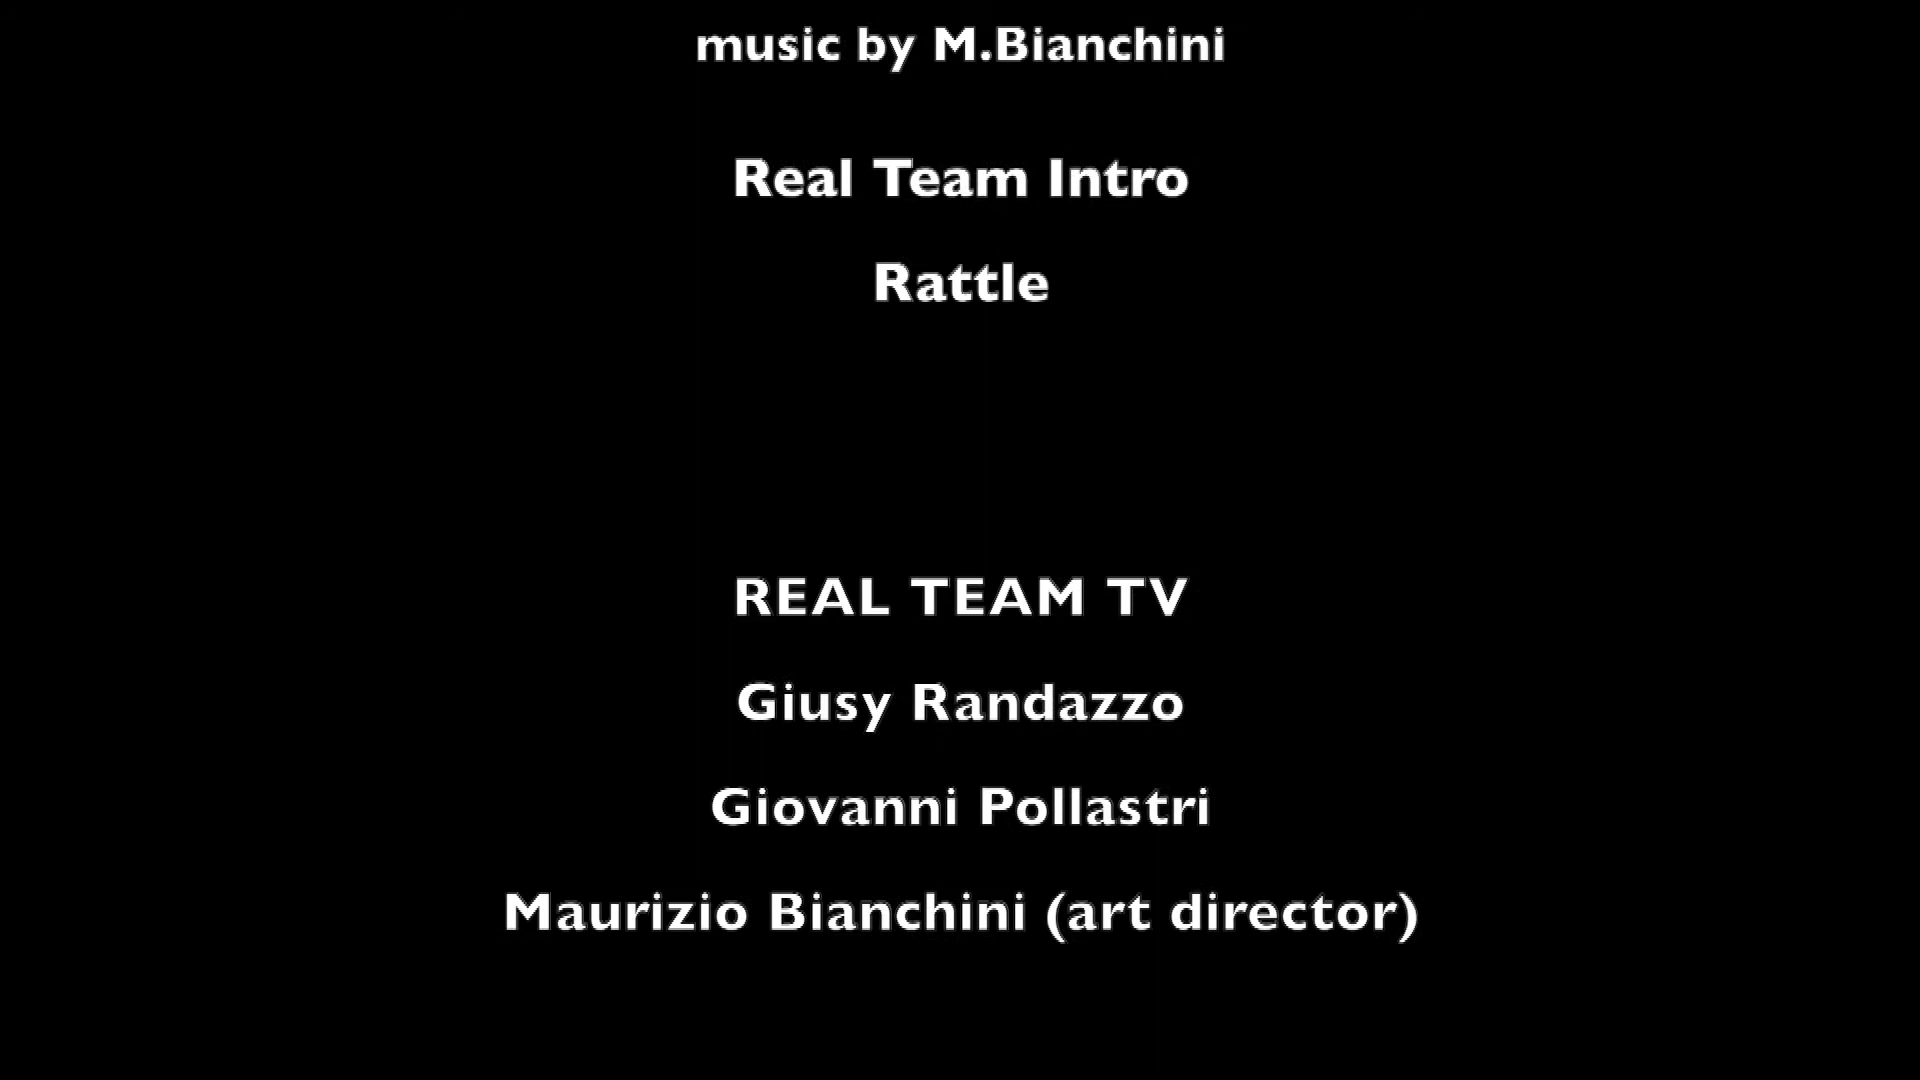 music by M.Bianchini
Real Team Intro
Rattle
REAL TEAM TV
Giusy Randazzo
Giovanni Pollastri
Maurizio Bianchini (art director)